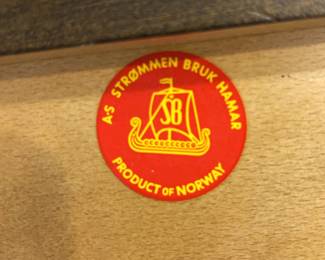 A-S STRØMMEN BRUK HAMAR
SB
PRODUCT OF NORWAY